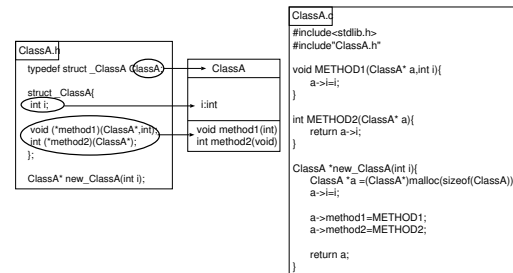 ClassA.h
typedef struct _ClassA ClassA;
struct _ClassA{
int i;
void (*method1)(ClassA*,int);
int (*method2)(ClassA*);
};
ClassA* new_ClassA(int i);
ClassA
i:int
void method1(int)
int method2(void)
ClassA.c
#include<stdlib.h>
#include"ClassA.h"
void METHOD1(ClassA* a,int i){
a->i=i;
}
int METHOD2(ClassA* a){
return a->i;
}
ClassA *new_ClassA(int i){
ClassA *a =(ClassA*)malloc(sizeof(ClassA))
a->i=i;
a->method1=METHOD1;
a->method2=METHOD2;
return a;
}